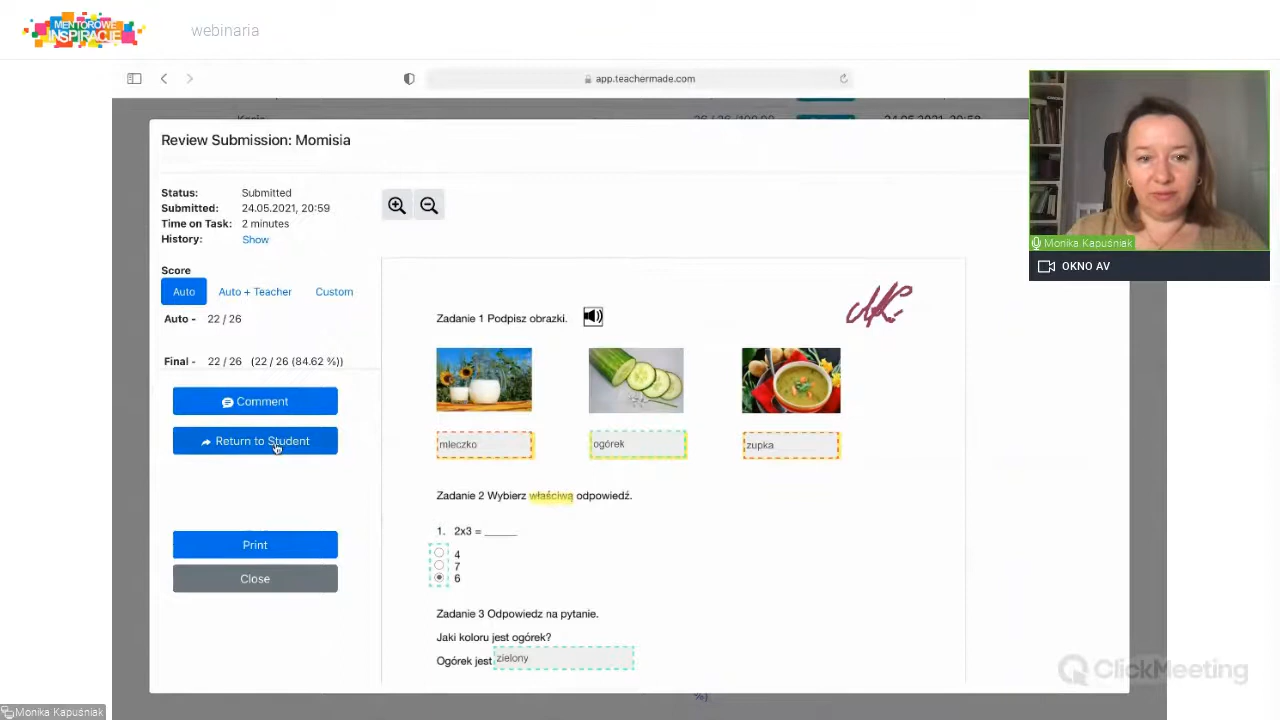 MENTOROWE
INSPIRACJE
webinaria
app.teachermade.com
Review Submission: Momisia
Status: Submitted
Submitted: 24.05.2021, 20:59
Time on Task: 2 minutes
History: Show
Score
Auto Auto + Teacher Custom
Auto - 22 / 26
Final - 22 / 26 (22 / 26 (84.62 %))
Comment
Return to Student
Print
Close
Zadanie 1 Podpisz obrazki.
mleczko ogórek zupka
Zadanie 2 Wybierz właściwą odpowiedź.
1. 2x3 = ______
4
7
6
Zadanie 3 Odpowiedz na pytanie.
Jaki koloru jest ogórek?
Ogórek jest zielony
Monika Kapuśniak
OKNO AV
ClickMeeting
Monika Kapuśniak